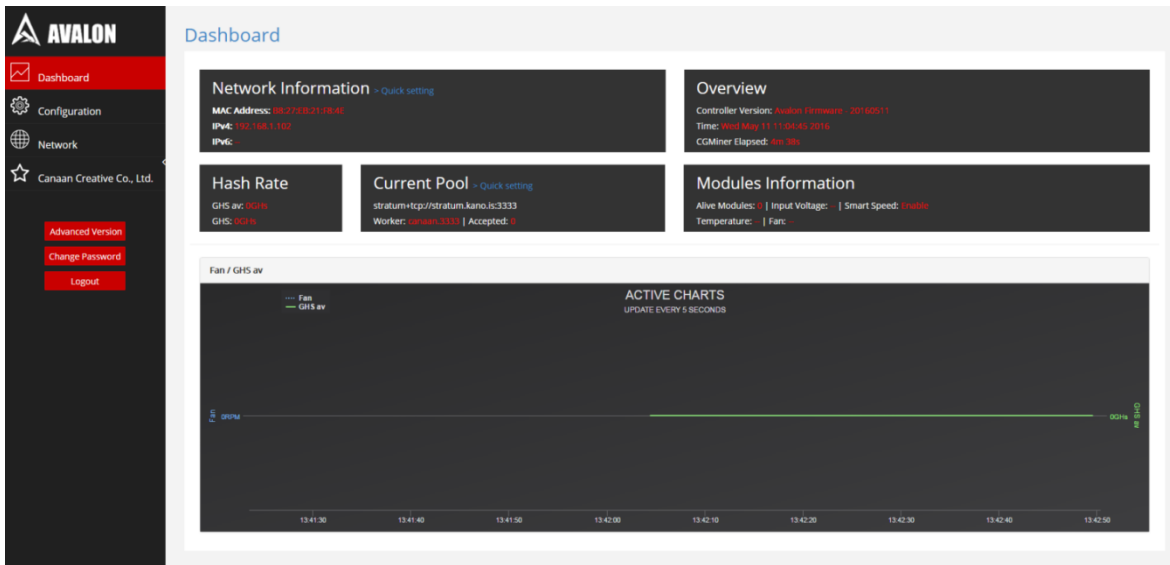 AVALON
Dashboard
Configuration
Network
Canaan Creative Co., Ltd.
Advanced Version
Change Password
Logout
Dashboard
Network Information > Quick setting
MAC Address:
IPv4: 192.168.1.102
IPv6: -
Overview
Controller Version: Avalon Firmware - 20160511
Time: Wed May 11 11:04:45 2016
CGMiner Elapsed: 4m 38s
Hash Rate
GHS av: 0GHs
GHS: 0GHs
Current Pool > Quick setting
stratum+tcp://stratum.kano.is:3333
Worker: canaan.3333 | Accepted: 0
Modules Information
Alive Modules: 0 | Input Voltage: - | Smart Speed: Enable
Temperature: - | Fan: -
Fan / GHS av
Fan
GHS av
ACTIVE CHARTS
UPDATE EVERY 5 SECONDS
Fan
0RPM
0GHs
GHS av
13:41:30 13:41:40 13:41:50 13:42:00 13:42:10 13:42:20 13:42:30 13:42:40 13:42:50